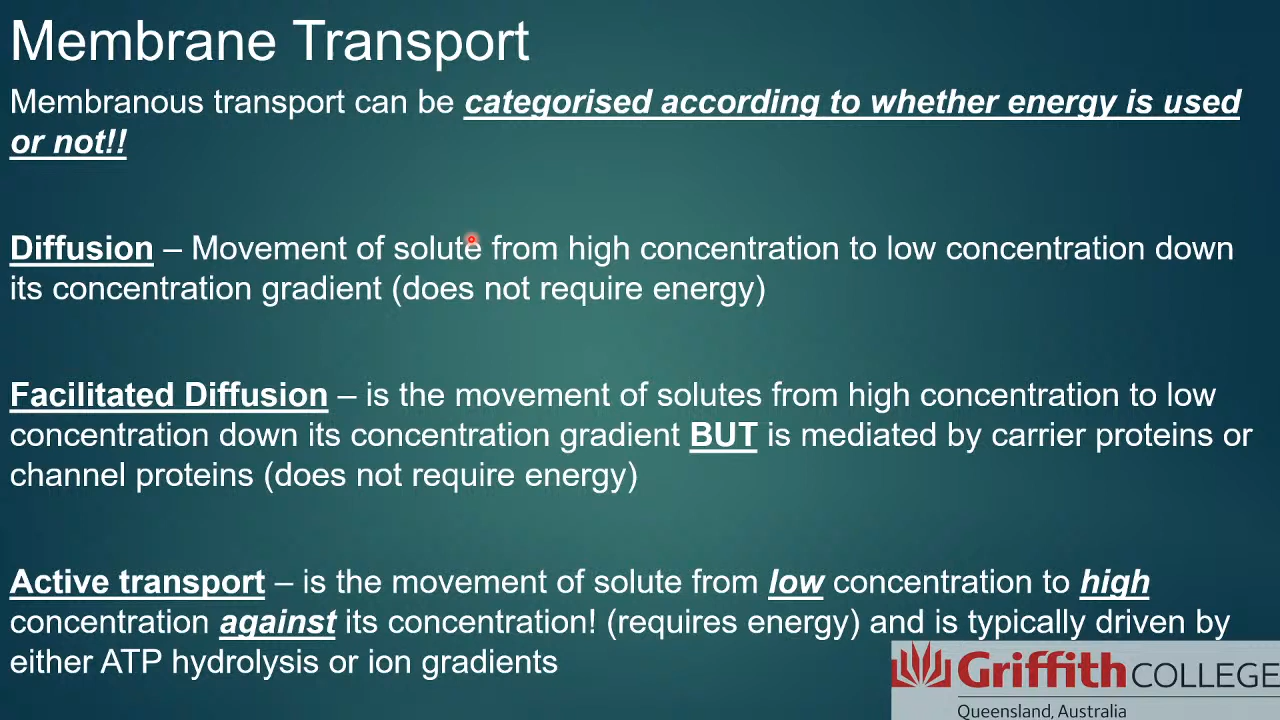 Membrane Transport
Membranous transport can be categorised according to whether energy is used
or not!!
Diffusion – Movement of solute from high concentration to low concentration down
its concentration gradient (does not require energy)
Facilitated Diffusion – is the movement of solutes from high concentration to low
concentration down its concentration gradient BUT is mediated by carrier proteins or
channel proteins (does not require energy)
Active transport – is the movement of solute from low concentration to high
concentration against its concentration! (requires energy) and is typically driven by
either ATP hydrolysis or ion gradients
Griffith COLLEGE
Queensland, Australia